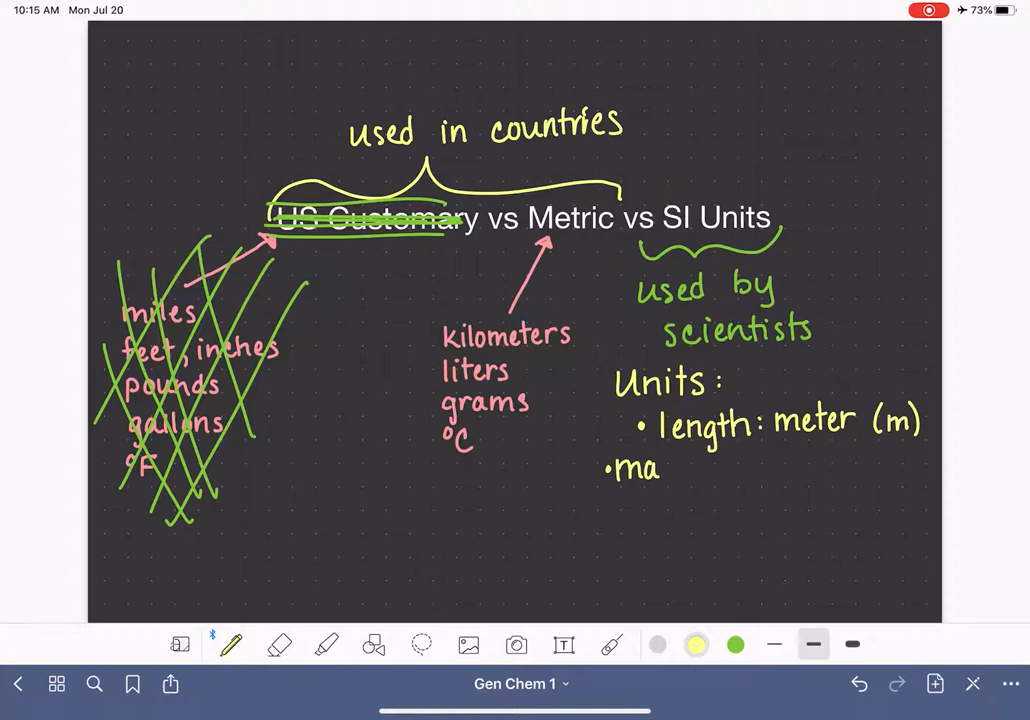 10:15 AM Mon Jul 20
73%
used in countries
US Customary vs Metric vs SI Units
miles
feet, inches
pounds
gallons
°F
kilometers
liters
grams
°C
used by
scientists
Units:
• length: meter (m)
• ma
T
Gen Chem 1